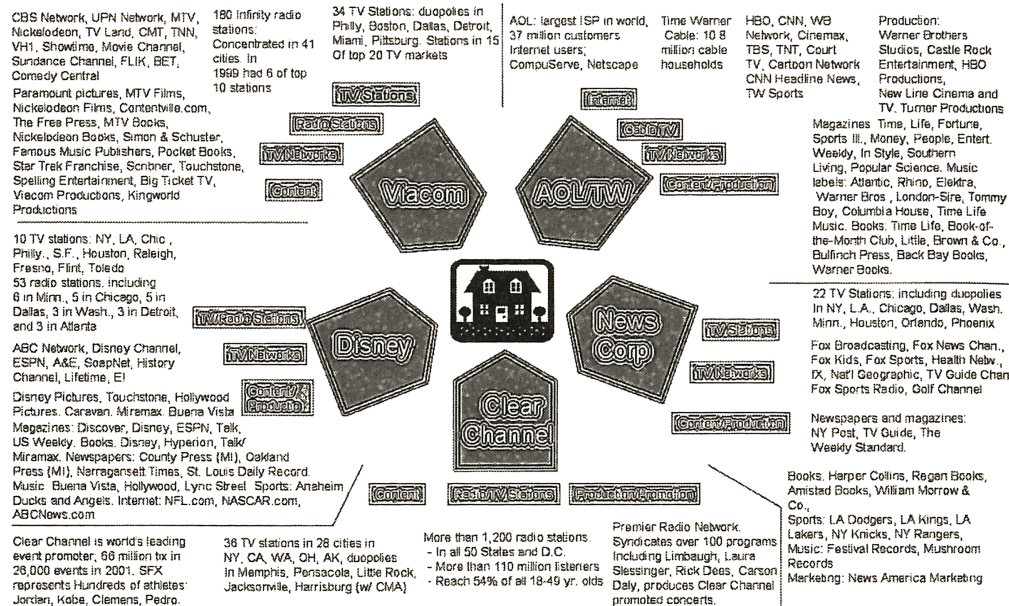 CBS Network, UPN Network, MTV,
Nickelodeon, TV Land, CMT, TNN,
VH1, Showtime, Movie Channel,
Sundance Channel, FLIK, BET,
Comedy Central
Paramount pictures, MTV Films,
Nickelodeon Films, Contentville.com,
The Free Press, MTV Books,
Nickelodeon Books, Simon & Schuster,
Famous Music Publishers, Pocket Books,
Star Trek Franchise, Scribner, Touchstone,
Spelling Entertainment, Big Ticket TV,
Viacom Productions, Kingworld
Productions
180 Infinity radio
stations:
Concentrated in 41
cities. In
1999 had 6 of top
10 stations
34 TV Stations: duopolies in
Philly, Boston, Dallas, Detroit,
Miami, Pittsburg. Stations in 15
Of top 20 TV markets
TV Stations
Radio Stations
TV Networks
Content
Viacom
AOL: largest ISP in world,
37 million customers
Internet users;
CompuServe, Netscape
Time Warner
Cable: 10 8
million cable
households
HBO, CNN, WB
Network, Cinemax,
TBS, TNT, Court
TV, Cartoon Network
CNN Headline News,
TW Sports
Production:
Warner Brothers
Studios, Castle Rock
Entertainment, HBO
Productions,
New Line Cinema and
TV. Turner Productions
Magazines Time, Life, Fortune,
Sports Ill., Money, People, Entert.
Weekly, In Style, Southern
Living, Popular Science. Music
labels: Atlantic, Rhino, Elektra,
Warner Bros , London-Sire, Tommy
Boy, Columbia House, Time Life
Music. Books. Time Life, Book-of-
the-Month Club, Little, Brown & Co.,
Bulfinch Press, Back Bay Books,
Warner Books.
Internet
Cable TV
TV Networks
Content/Production
AOL/TW
10 TV stations: NY, LA, Chic ,
Philly., S.F., Houston, Raleigh,
Fresno, Flint, Toledo
53 radio stations. including
6 in Minn., 5 in Chicago, 5 in
Dallas, 3 in Wash., 3 in Detroit,
and 3 in Atlanta
ABC Network, Disney Channel,
ESPN, A&E, SoapNet, History
Channel, Lifetime, E!
Disney Pictures, Touchstone, Hollywood
Pictures. Caravan. Miramax. Buena Vista
Magazines: Discover, Disney, ESPN, Talk,
US Weekly. Books. Disney, Hyperion, Talk/
Miramax. Newspapers: County Press (MI), Oakland
Press (MI), Narragansett Times, St. Louis Daily Record.
Music Buena Vista, Hollywood, Lyric Street Sports: Anaheim
Ducks and Angels. Internet: NFL.com, NASCAR.com,
ABCNews.com
TV/Radio Stations
TV Networks
Content/
Production
Disney
News
Corp
22 TV Stations: including duopolies
In NY, L.A., Chicago, Dallas, Wash.
Minn., Houston, Orlando, Phoenix
Fox Broadcasting, Fox News Chan.,
Fox Kids, Fox Sports, Health Netw.,
fX, Nat'l Geographic, TV Guide Chan
Fox Sports Radio, Golf Channel
Newspapers and magazines:
NY Post, TV Guide, The
Weekly Standard.
Books: Harper Collins, Regan Books,
Amistad Books, William Morrow &
Co.,
Sports: LA Dodgers, LA Kings, LA
Lakers, NY Knicks, NY Rangers,
Music: Festival Records, Mushroom
Records
Marketing: News America Marketing
TV Stations
TV Networks
Content/Production
Clear
Channel
Content
Radio/TV Stations
Production/Promotion
Clear Channel is world's leading
event promoter, 66 million tix in
26,000 events in 2001. SFX
represents Hundreds of athletes:
Jordan, Kobe, Clemens, Pedro.
36 TV stations in 28 cities in
NY, CA, WA, OH, AK, duopolies
in Memphis, Pensacola, Little Rock,
Jacksonville, Harrisburg (w/ CMA)
More than 1,200 radio stations.
- In all 50 States and D.C.
- More than 110 million listeners
- Reach 54% of all 18-49 yr. olds
Premier Radio Network.
Syndicates over 100 programs
Including Limbaugh, Laura
Slessinger, Rick Dees, Carson
Daly, produces Clear Channel
promoted concerts.